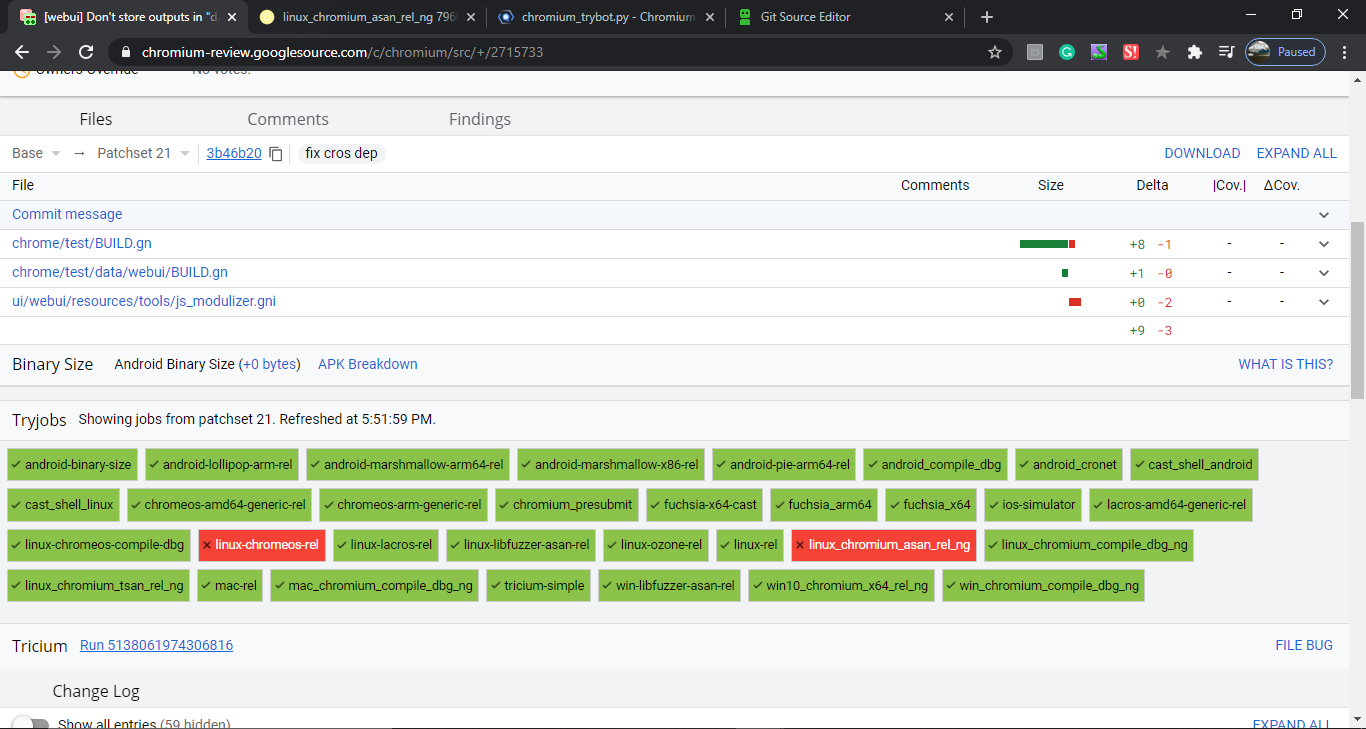 [webui] Don't store outputs in "d
linux_chromium_asan_rel_ng 796
chromium_trybot.py - Chromium
Git Source Editor
chromium-review.googlesource.com/c/chromium/src/+/2715733
Paused
Owners Override No votes.
Files Comments Findings
Base → Patchset 21 3b46b20 fix cros dep DOWNLOAD EXPAND ALL
File Comments Size Delta |Cov.| ΔCov.
Commit message
chrome/test/BUILD.gn +8 -1 - -
chrome/test/data/webui/BUILD.gn +1 -0 - -
ui/webui/resources/tools/js_modulizer.gni +0 -2 - -
+9 -3
Binary Size Android Binary Size (+0 bytes) APK Breakdown WHAT IS THIS?
Tryjobs Showing jobs from patchset 21. Refreshed at 5:51:59 PM.
android-binary-size android-lollipop-arm-rel android-marshmallow-arm64-rel android-marshmallow-x86-rel android-pie-arm64-rel android_compile_dbg android_cronet cast_shell_android
cast_shell_linux chromeos-amd64-generic-rel chromeos-arm-generic-rel chromium_presubmit fuchsia-x64-cast fuchsia_arm64 fuchsia_x64 ios-simulator lacros-amd64-generic-rel
linux-chromeos-compile-dbg linux-chromeos-rel linux-lacros-rel linux-libfuzzer-asan-rel linux-ozone-rel linux-rel linux_chromium_asan_rel_ng linux_chromium_compile_dbg_ng
linux_chromium_tsan_rel_ng mac-rel mac_chromium_compile_dbg_ng tricium-simple win-libfuzzer-asan-rel win10_chromium_x64_rel_ng win_chromium_compile_dbg_ng
Tricium Run 5138061974306816 FILE BUG
Change Log
Show all entries (59 hidden) EXPAND ALL